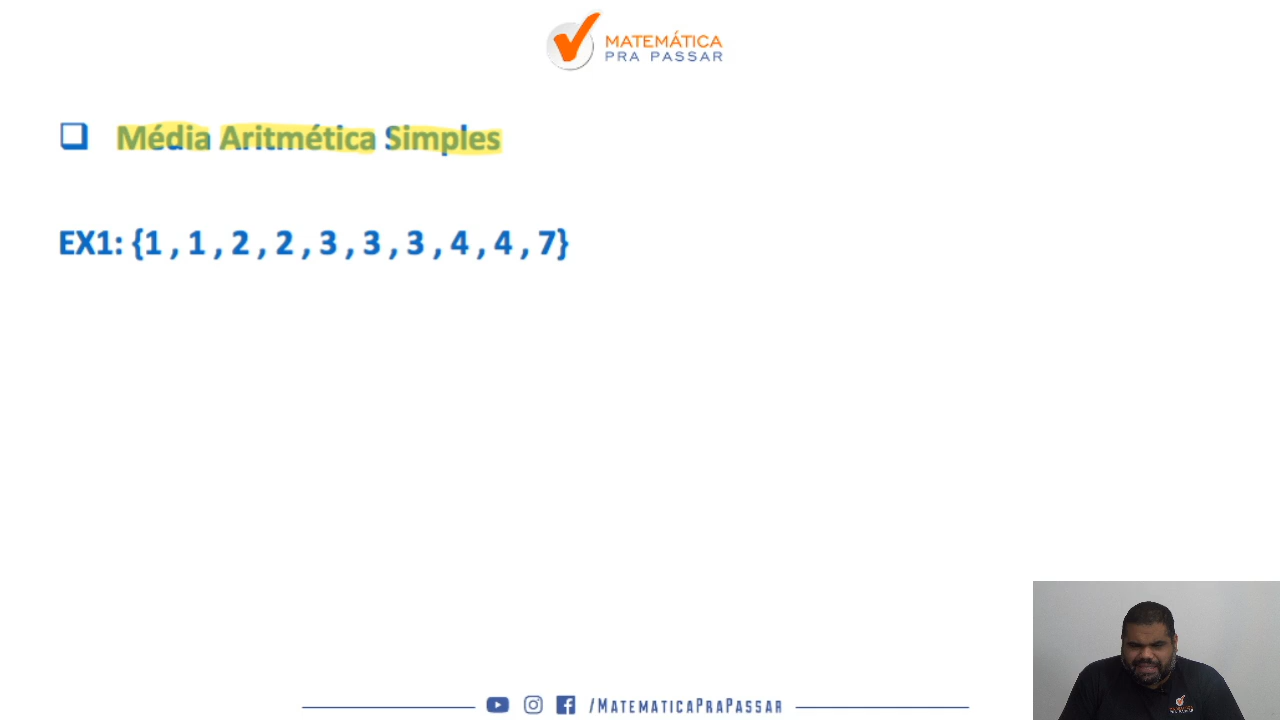 MATEMÁTICA
PRA PASSAR
Média Aritmética Simples
EX1: {1 , 1 , 2 , 2 , 3 , 3 , 3 , 4 , 4 , 7}
/MATEMATICAPRAPASSAR